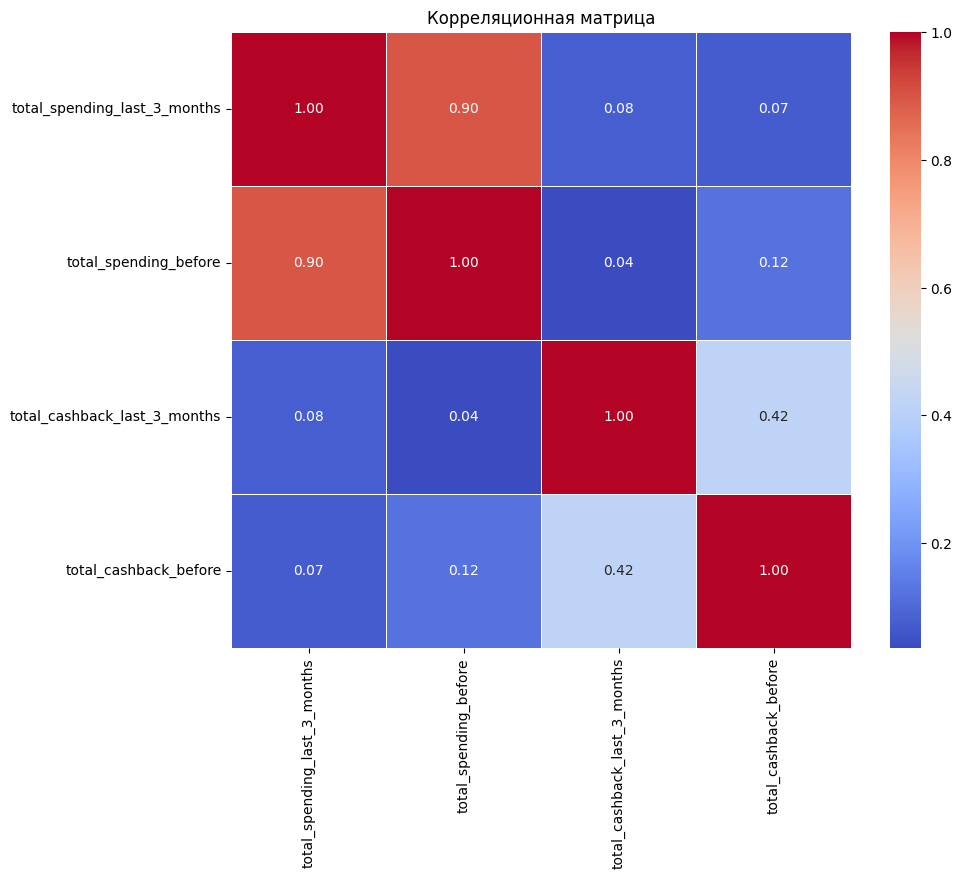 Корреляционная матрица
total_spending_last_3_months
1.00 0.90 0.08 0.07
total_spending_before
0.90 1.00 0.04 0.12
total_cashback_last_3_months
0.08 0.04 1.00 0.42
total_cashback_before
0.07 0.12 0.42 1.00
total_spending_last_3_months
total_spending_before
total_cashback_last_3_months
total_cashback_before
1.0
0.8
0.6
0.4
0.2